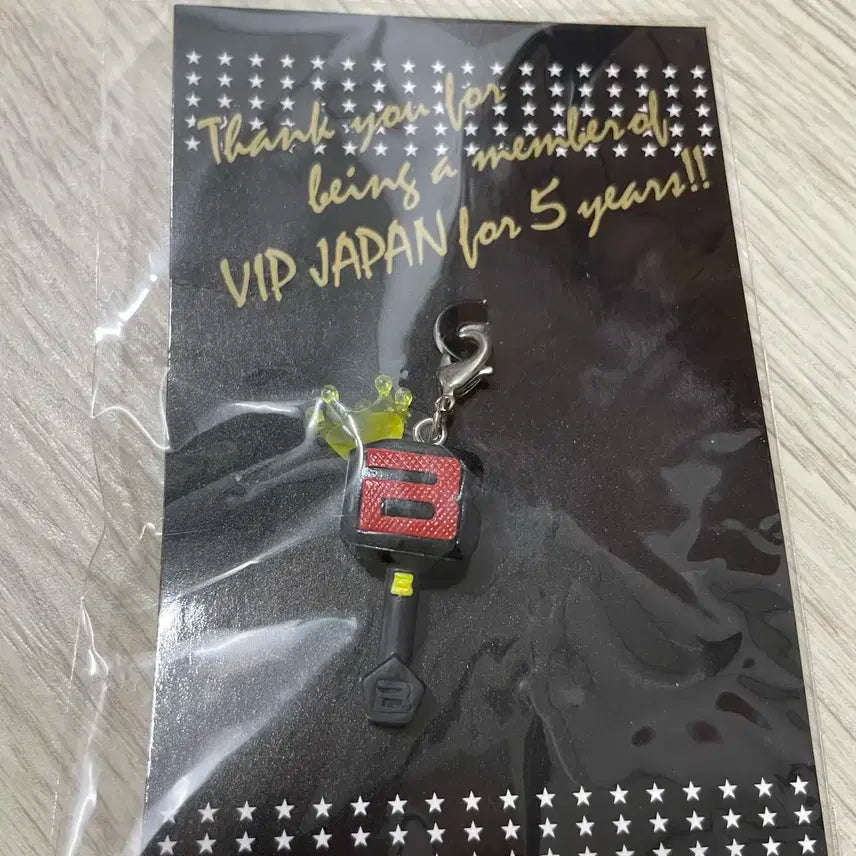 Thank you for
being a member of
VIP JAPAN for 5 years!!
B
B